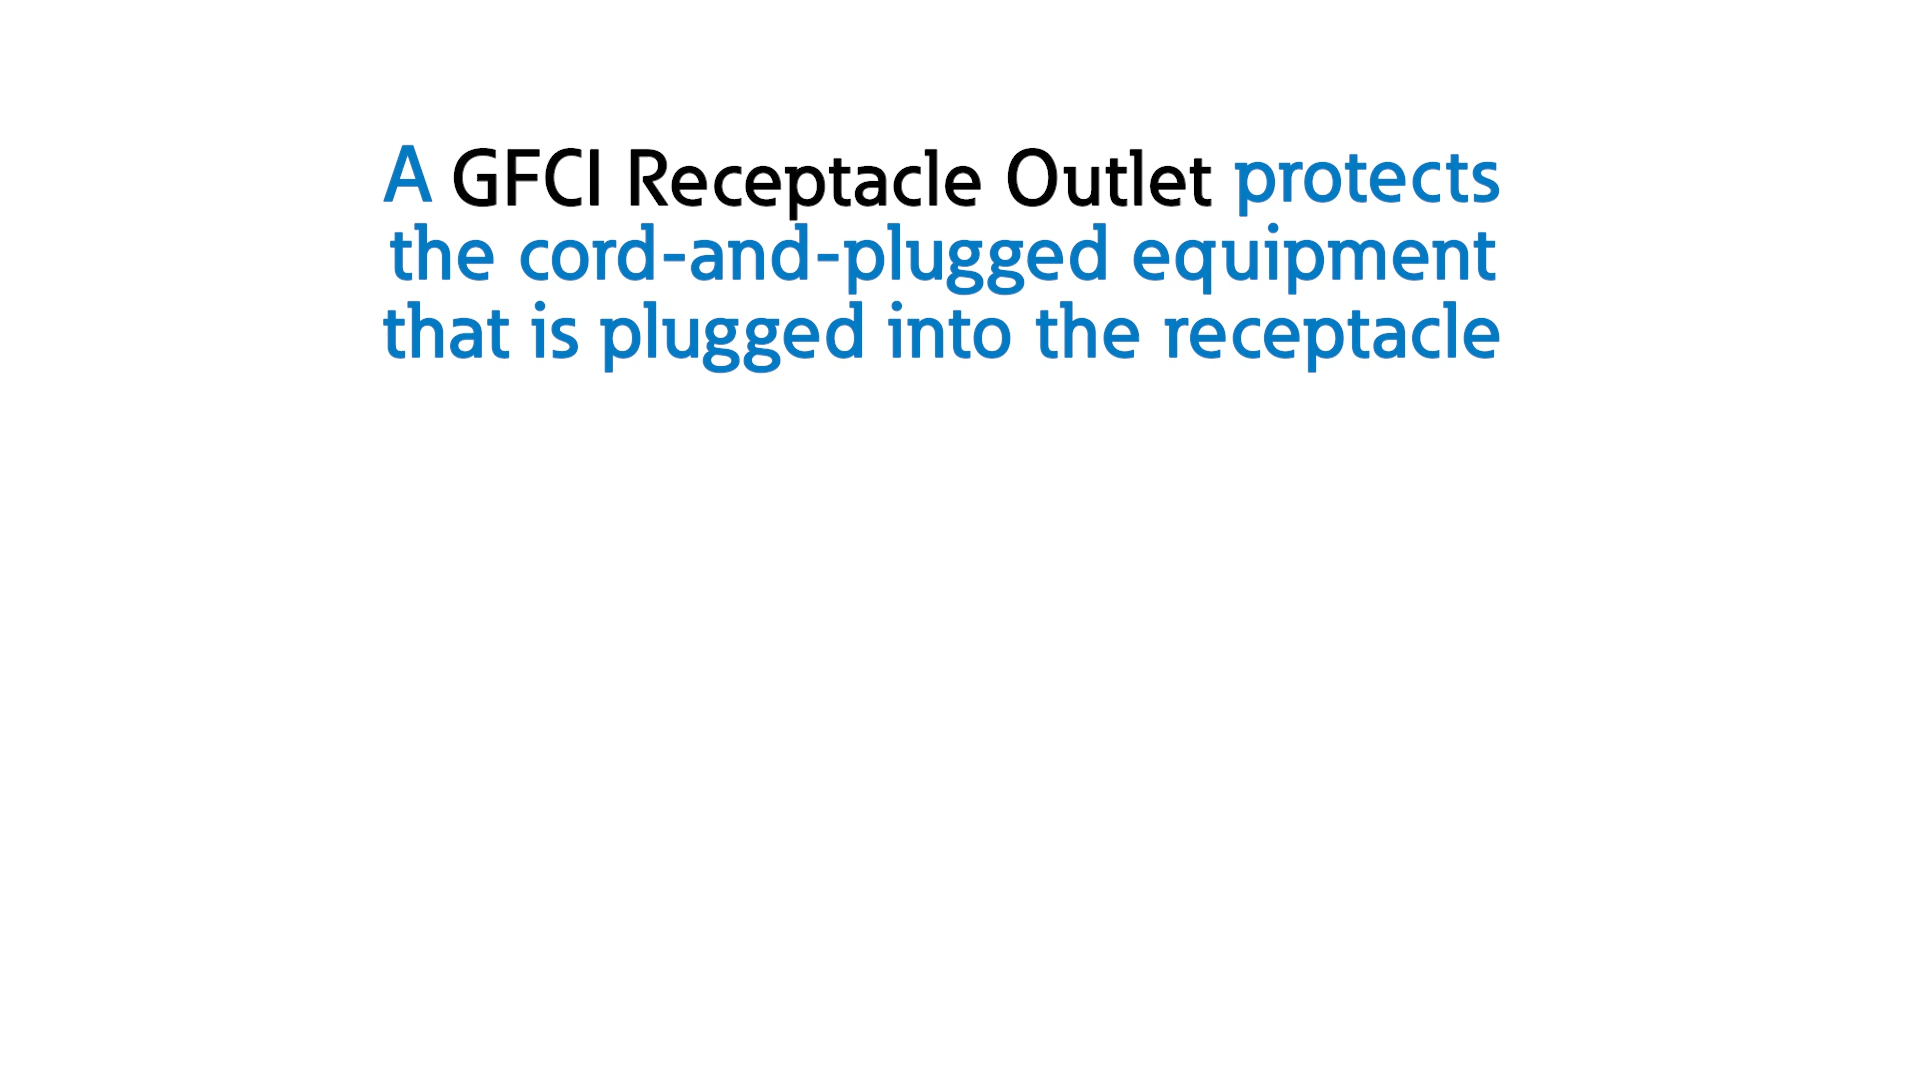 A GFCI Receptacle Outlet protects
the cord-and-plugged equipment
that is plugged into the receptacle